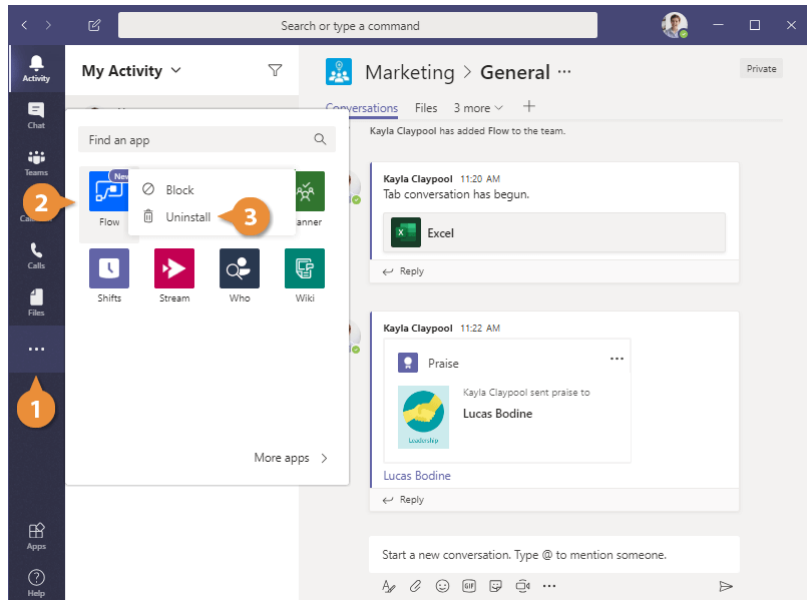 Search or type a command
Activity
Chat
Teams
Calls
Files
Apps
Help
My Activity
Find an app
New
Flow
Block
Uninstall
Shifts
Stream
Who
Wiki
More apps
1
2
3
Marketing > General
Private
Conversations Files 3 more
Kayla Claypool has added Flow to the team.
Kayla Claypool 11:20 AM
Tab conversation has begun.
Excel
Reply
Kayla Claypool 11:22 AM
Praise
Kayla Claypool sent praise to
Lucas Bodine
Leadership
Lucas Bodine
Reply
Start a new conversation. Type @ to mention someone.
GIF